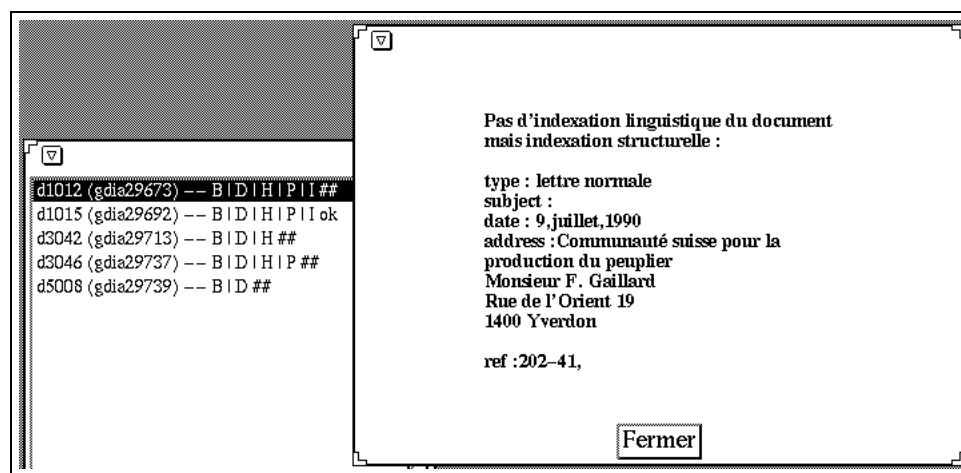 d1012 (gdia29673) –– B|D|H|P|I ##
d1015 (gdia29692) –– B|D|H|P|I ok
d3042 (gdia29713) –– B|D|H ##
d3046 (gdia29737) –– B|D|H|P ##
d5008 (gdia29739) –– B|D ##
Pas d'indexation linguistique du document
mais indexation structurelle :
type : lettre normale
subject :
date : 9,juillet,1990
address :Communauté suisse pour la
production du peuplier
Monsieur F. Gaillard
Rue de l'Orient 19
1400 Yverdon
ref :202–41,
Fermer